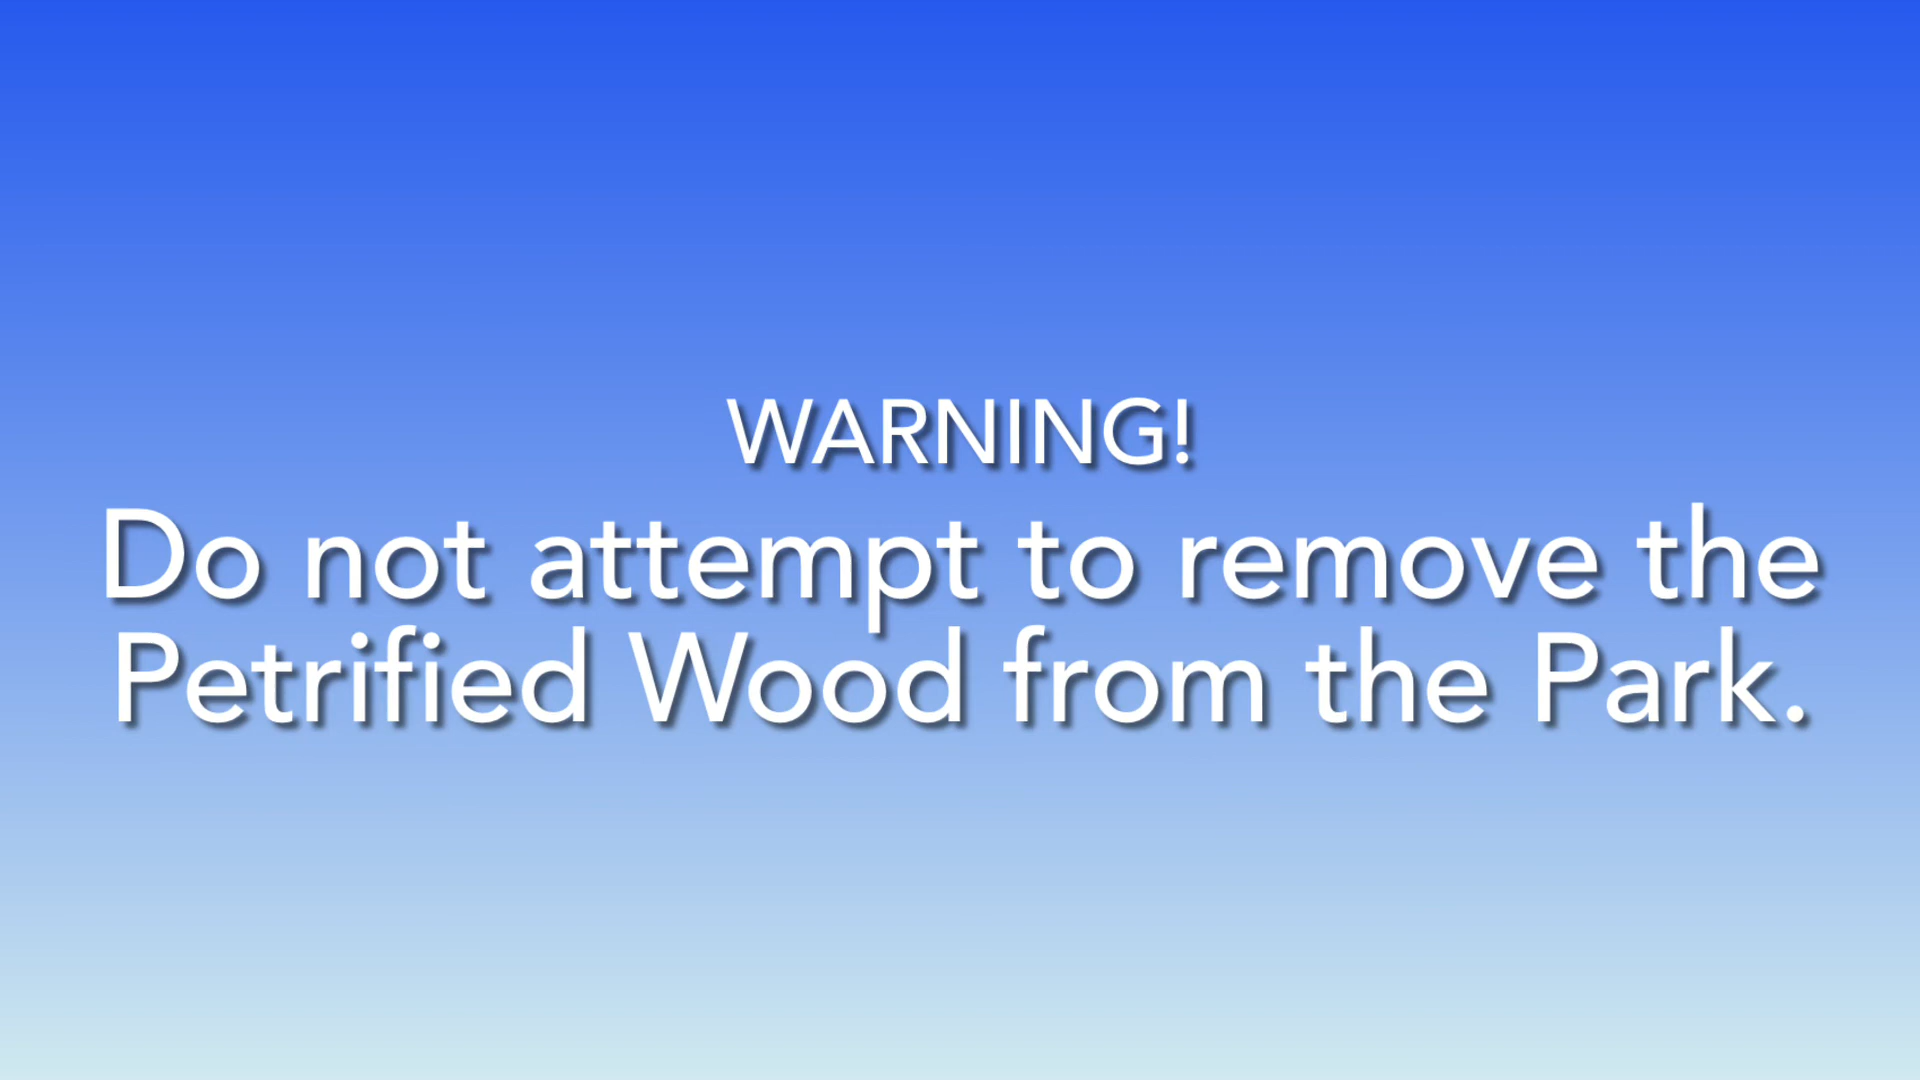 WARNING!
Do not attempt to remove the
Petrified Wood from the Park.